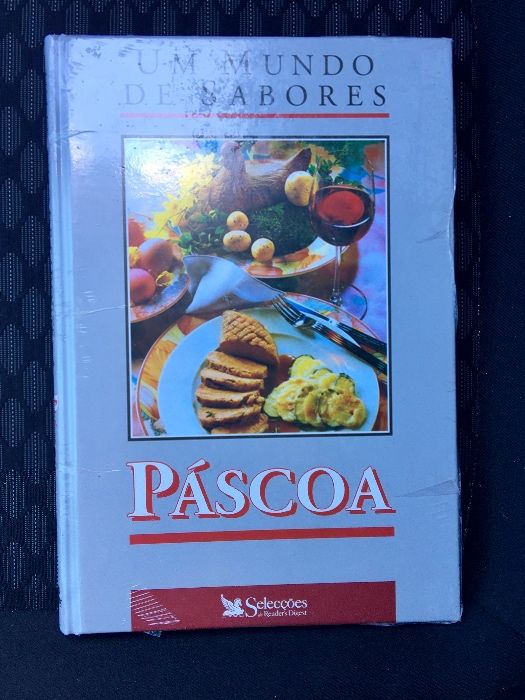 UM MUNDO
DE SABORES
PÁSCOA
Selecções
do Reader's Digest